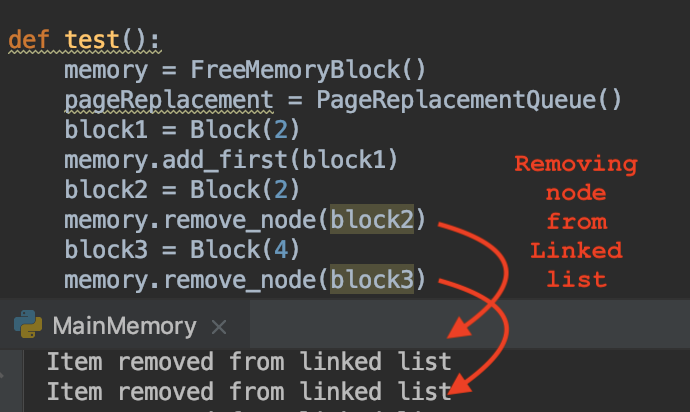 def test():
memory = FreeMemoryBlock()
pageReplacement = PageReplacementQueue()
block1 = Block(2)
memory.add_first(block1)
block2 = Block(2)
memory.remove_node(block2)
block3 = Block(4)
memory.remove_node(block3)
Removing
node
from
Linked
list
MainMemory ×
Item removed from linked list
Item removed from linked list